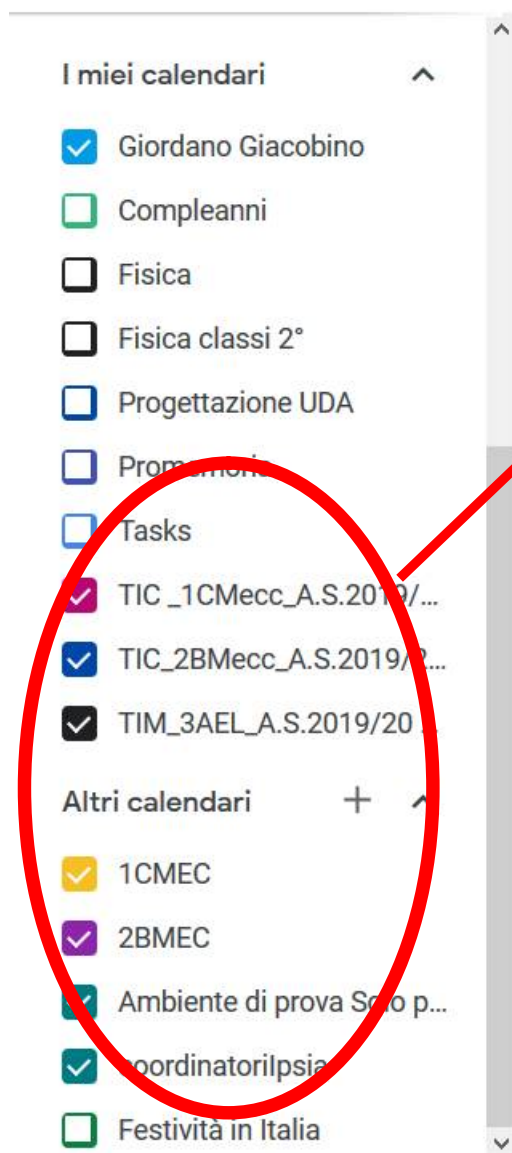 I miei calendari
Giordano Giacobino
Compleanni
Fisica
Fisica classi 2°
Progettazione UDA
Promemoria
Tasks
TIC _1CMecc_A.S.2019/...
TIC_2BMecc_A.S.2019/2...
TIM_3AEL_A.S.2019/20 ...
Altri calendari
1CMEC
2BMEC
Ambiente di prova Solo p...
coordinatoriIpsia
Festività in Italia